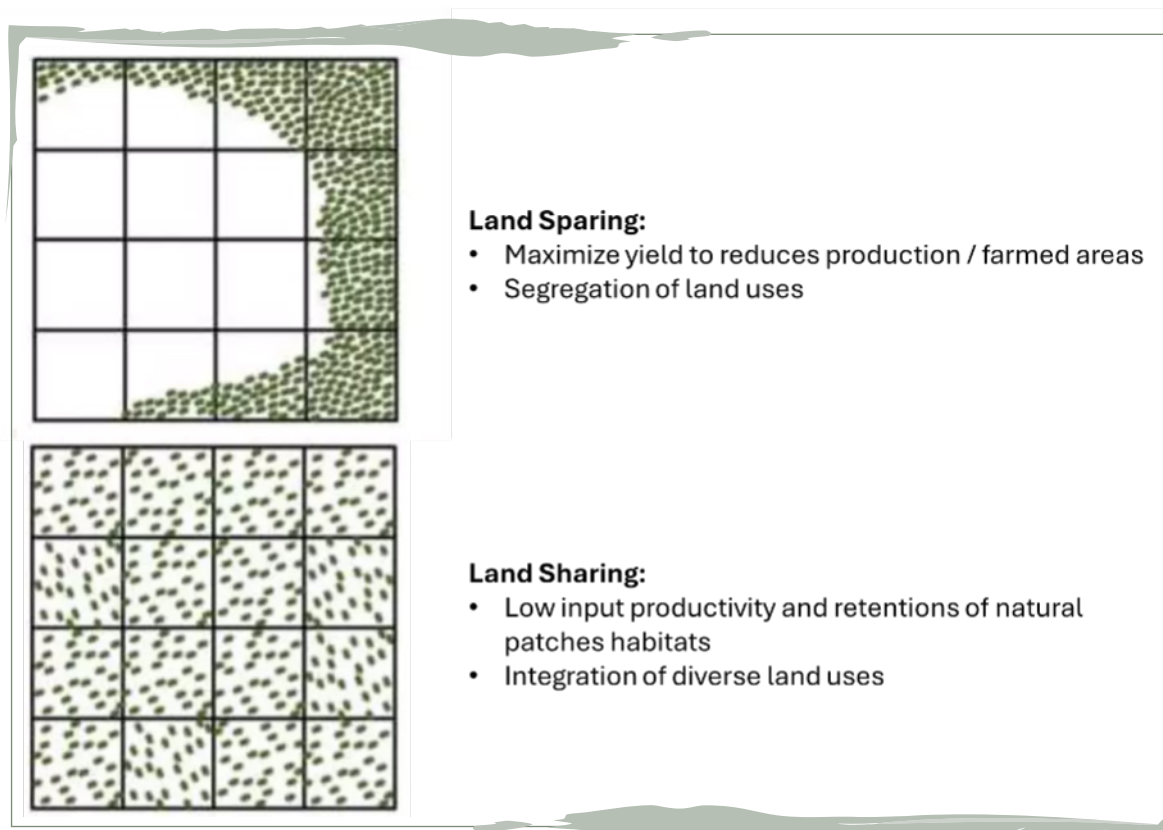 Land Sparing:
• Maximize yield to reduces production / farmed areas
• Segregation of land uses
Land Sharing:
• Low input productivity and retentions of natural
patches habitats
• Integration of diverse land uses